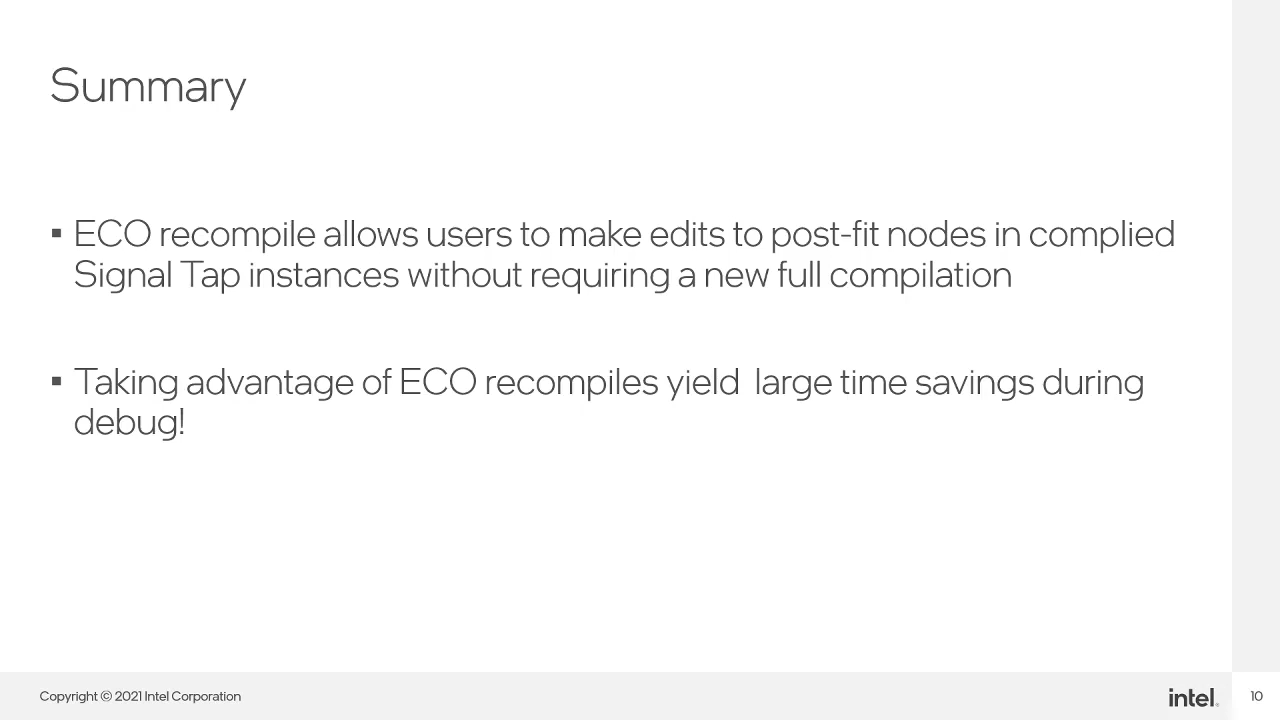 Summary
▪ ECO recompile allows users to make edits to post-fit nodes in complied
Signal Tap instances without requiring a new full compilation
▪ Taking advantage of ECO recompiles yield  large time savings during
debug!
Copyright © 2021 Intel Corporation
intel.
10